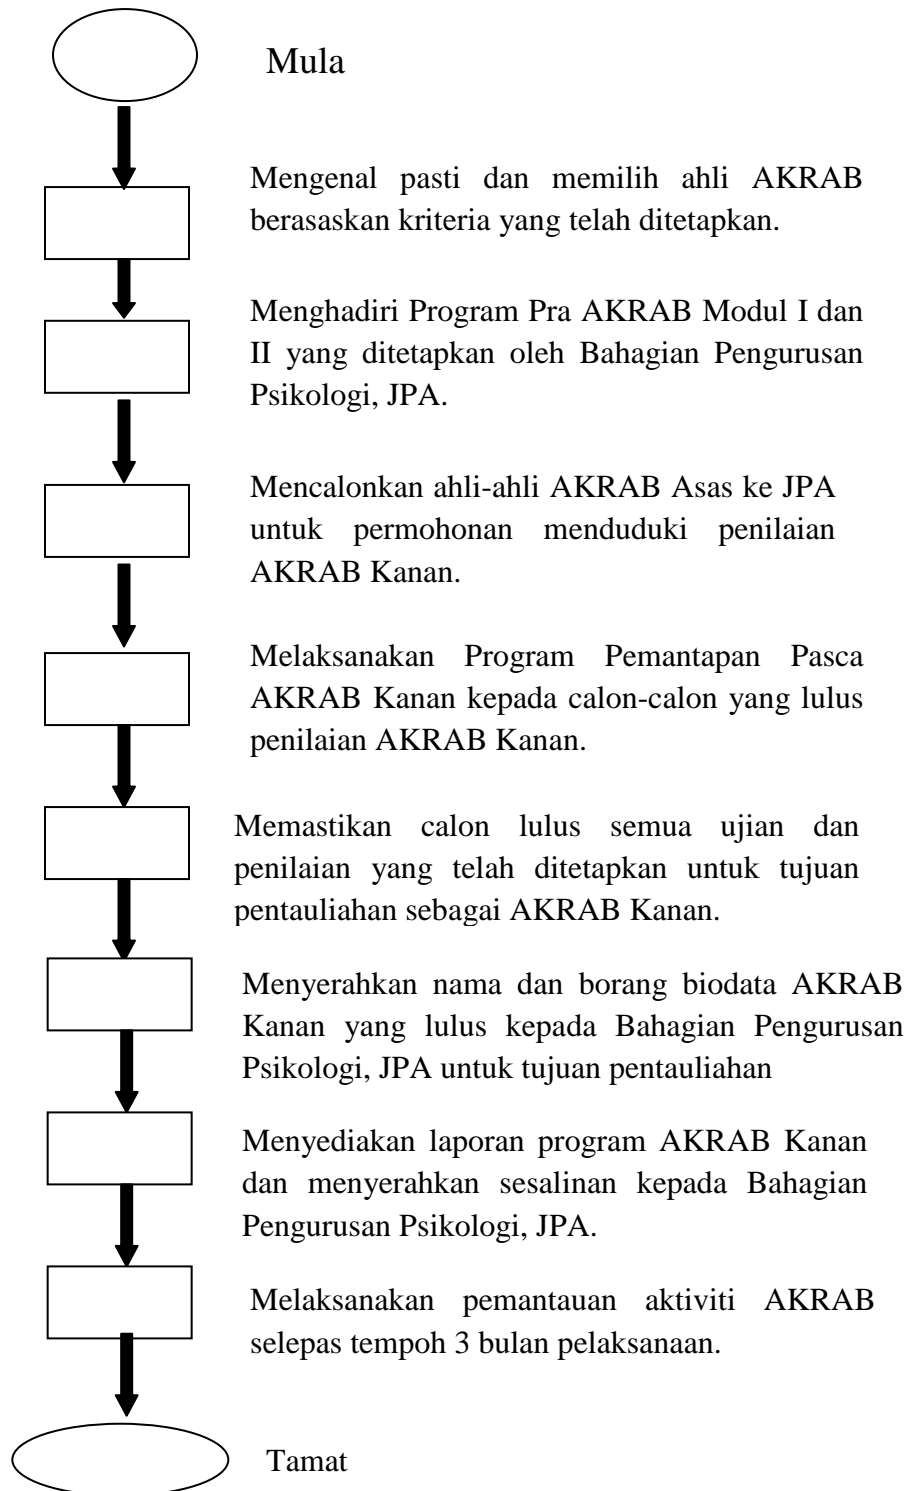 Mula
Mengenal pasti dan memilih ahli AKRAB
berasaskan kriteria yang telah ditetapkan.
Menghadiri Program Pra AKRAB Modul I dan
II yang ditetapkan oleh Bahagian Pengurusan
Psikologi, JPA.
Mencalonkan ahli-ahli AKRAB Asas ke JPA
untuk permohonan menduduki penilaian
AKRAB Kanan.
Melaksanakan Program Pemantapan Pasca
AKRAB Kanan kepada calon-calon yang lulus
penilaian AKRAB Kanan.
Memastikan calon lulus semua ujian dan
penilaian yang telah ditetapkan untuk tujuan
pentauliahan sebagai AKRAB Kanan.
Menyerahkan nama dan borang biodata AKRAB
Kanan yang lulus kepada Bahagian Pengurusan
Psikologi, JPA untuk tujuan pentauliahan
Menyediakan laporan program AKRAB Kanan
dan menyerahkan sesalinan kepada Bahagian
Pengurusan Psikologi, JPA.
Melaksanakan pemantauan aktiviti AKRAB
selepas tempoh 3 bulan pelaksanaan.
Tamat